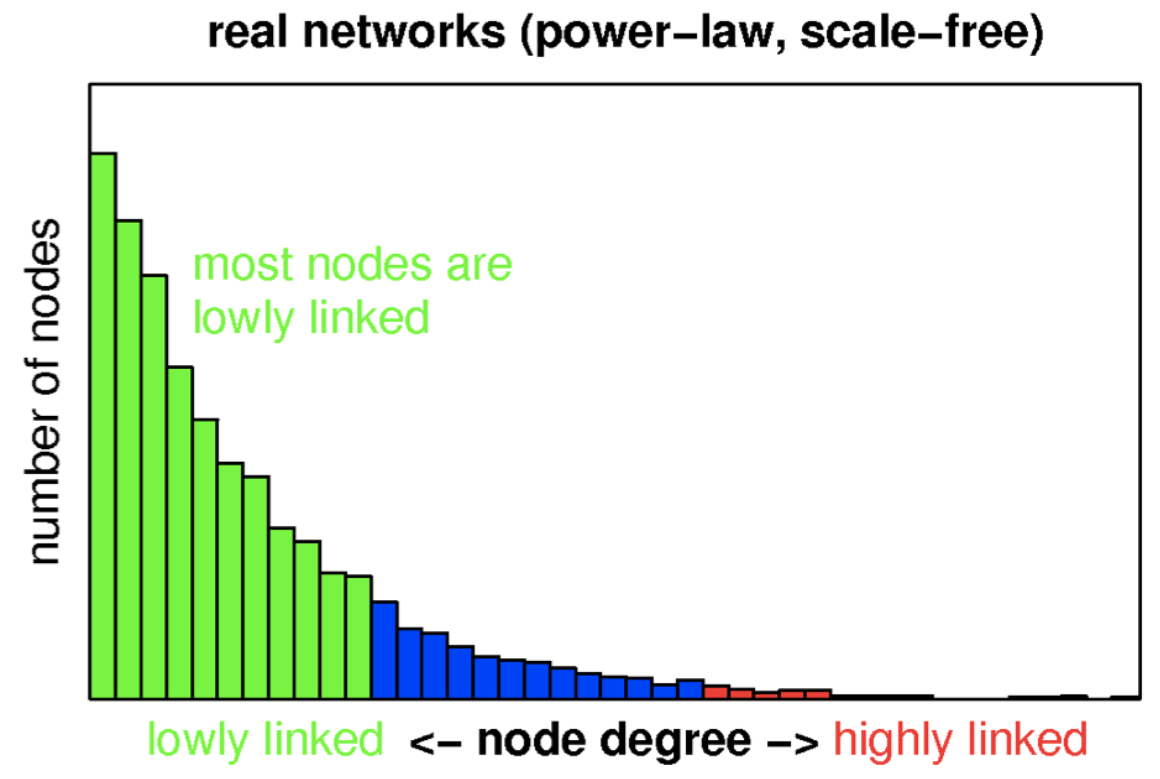 real networks (power–law, scale–free)
number of nodes
most nodes are
lowly linked
lowly linked <– node degree –> highly linked